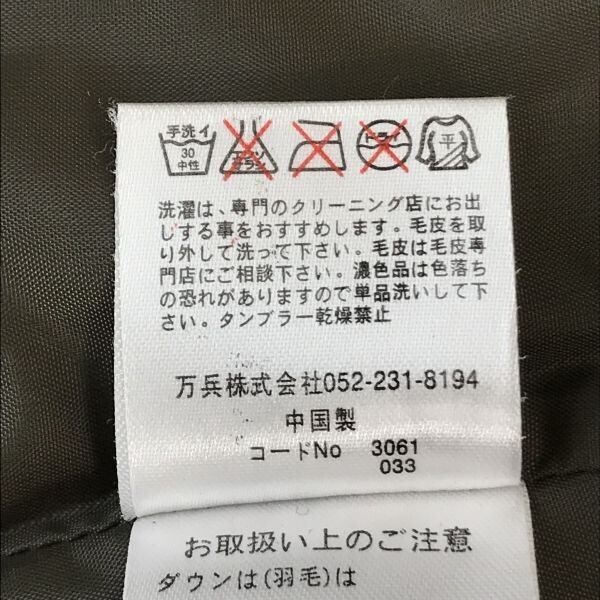 手洗イ
30
中性
エンソ
サラシ
ドライ
平
洗濯は、専門のクリーニング店にお出
しする事をおすすめします。毛皮を取
り外して洗って下さい。毛皮は毛皮専
門店にご相談下さい。濃色品は色落ち
の恐れがありますので単品洗いして下
さい。タンブラー乾燥禁止
万兵株式会社052-231-8194
中国製
コードNo 3061
033
お取扱い上のご注意
ダウンは(羽毛)は